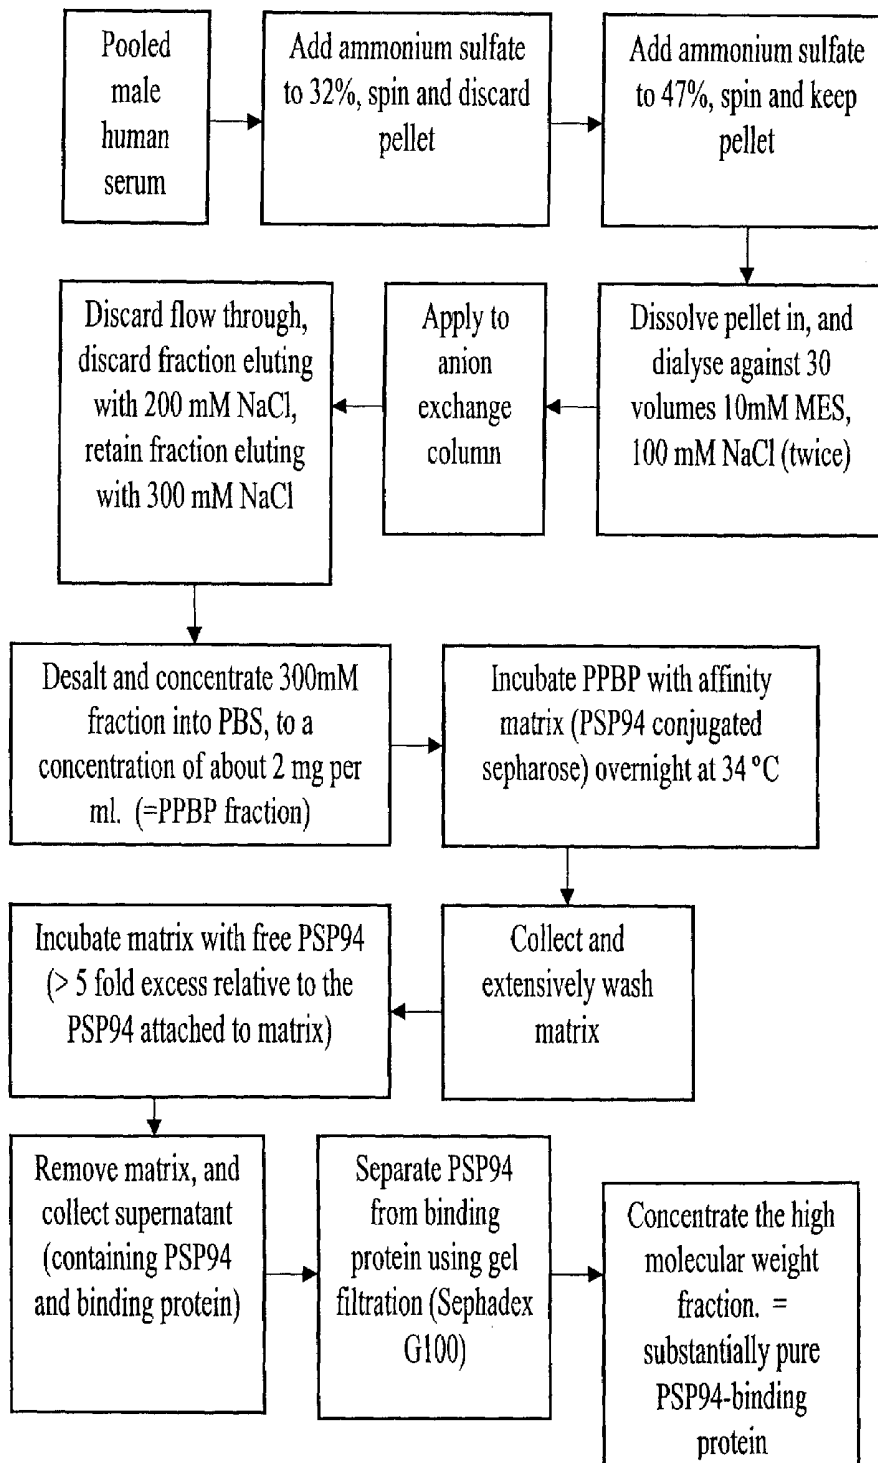 Pooled
male
human
serum
Add ammonium sulfate
to 32%, spin and discard
pellet
Add ammonium sulfate
to 47%, spin and keep
pellet
Dissolve pellet in, and
dialyse against 30
volumes 10mM MES,
100 mM NaCl (twice)
Apply to
anion
exchange
column
Discard flow through,
discard fraction eluting
with 200 mM NaCl,
retain fraction eluting
with 300 mM NaCl
Desalt and concentrate 300mM
fraction into PBS, to a
concentration of about 2 mg per
ml. (=PPBP fraction)
Incubate PPBP with affinity
matrix (PSP94 conjugated
sepharose) overnight at 34 °C
Collect and
extensively wash
matrix
Incubate matrix with free PSP94
(> 5 fold excess relative to the
PSP94 attached to matrix)
Remove matrix, and
collect supernatant
(containing PSP94
and binding protein)
Separate PSP94
from binding
protein using gel
filtration (Sephadex
G100)
Concentrate the high
molecular weight
fraction. =
substantially pure
PSP94-binding
protein